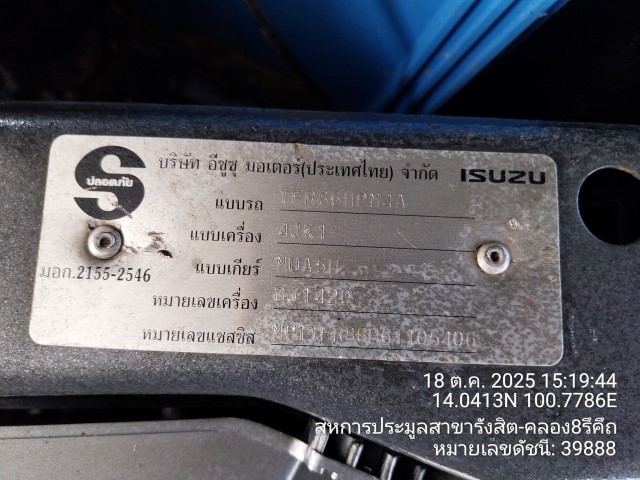 S
ปลอดภัย
มอก.2155-2546
บริษัท อีซูซุ มอเตอร์(ประเทศไทย) จำกัด ISUZU
แบบรถ
แบบเครื่อง 4JK1
แบบเกียร์
หมายเลขเครื่อง
หมายเลขแชสซิส
18 ต.ค. 2025 15:19:44
14.0413N 100.7786E
สหการประมูลสาขารังสิต-คลอง8รีคีถ
หมายเลขดัชนี: 39888